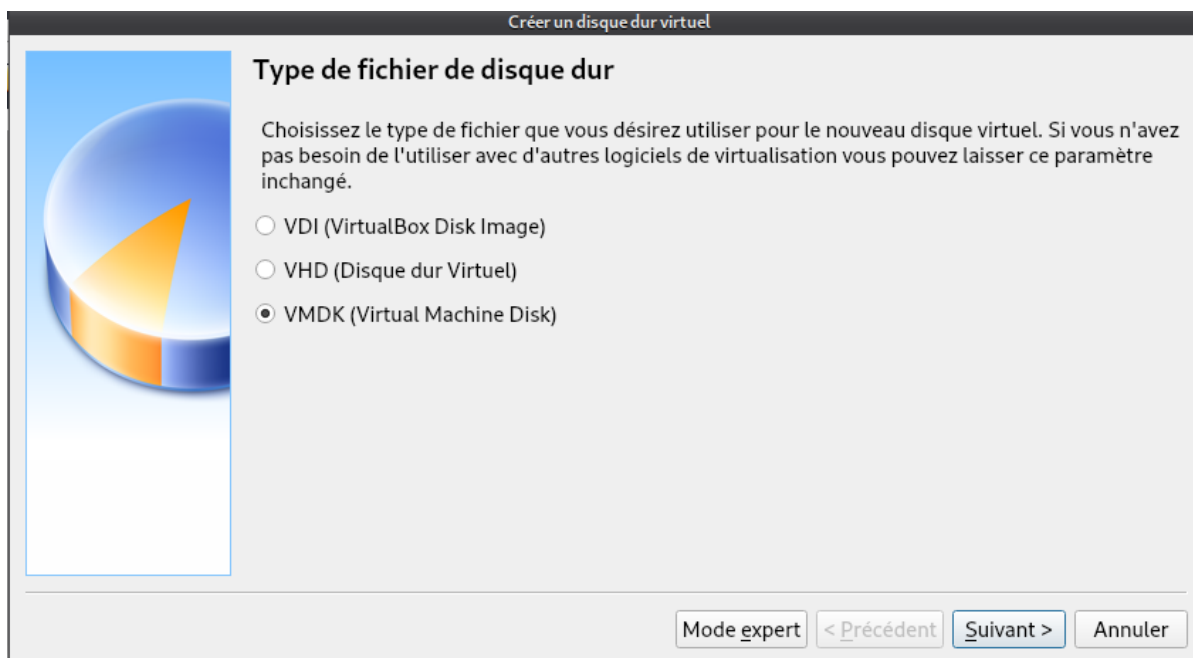 Créer un disque dur virtuel
Type de fichier de disque dur
Choisissez le type de fichier que vous désirez utiliser pour le nouveau disque virtuel. Si vous n'avez
pas besoin de l'utiliser avec d'autres logiciels de virtualisation vous pouvez laisser ce paramètre
inchangé.
VDI (VirtualBox Disk Image)
VHD (Disque dur Virtuel)
VMDK (Virtual Machine Disk)
Mode expert < Précédent Suivant > Annuler